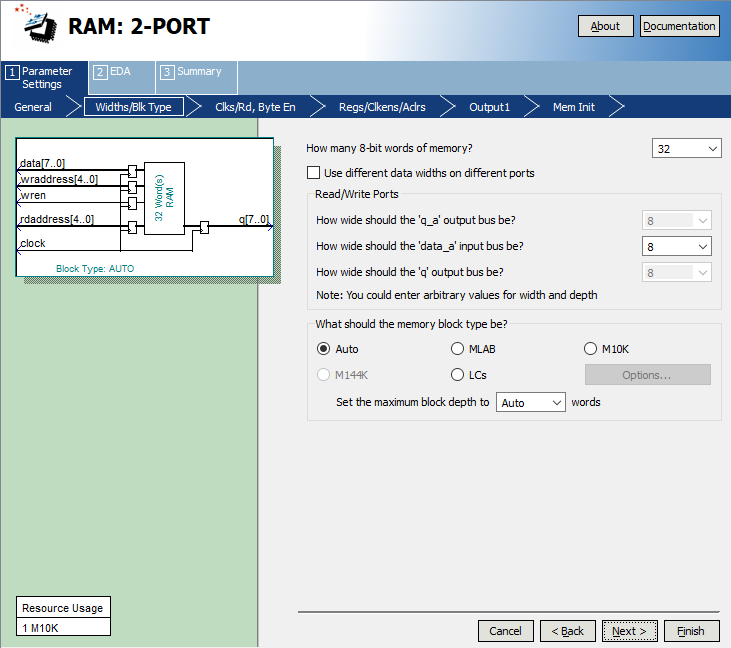 RAM: 2-PORT
About
Documentation
1 Parameter Settings
2 EDA
3 Summary
General
Widths/Blk Type
Clks/Rd, Byte En
Regs/Clkens/Aclrs
Output1
Mem Init
data[7..0]
wraddress[4..0]
wren
rdaddress[4..0]
clock
32 Word(s)
RAM
q[7..0]
Block Type: AUTO
How many 8-bit words of memory?
32
Use different data widths on different ports
Read/Write Ports
How wide should the 'q_a' output bus be?
8
How wide should the 'data_a' input bus be?
8
How wide should the 'q' output bus be?
8
Note: You could enter arbitrary values for width and depth
What should the memory block type be?
Auto
MLAB
M10K
M144K
LCs
Options...
Set the maximum block depth to
Auto
words
Resource Usage
1 M10K
Cancel
< Back
Next >
Finish